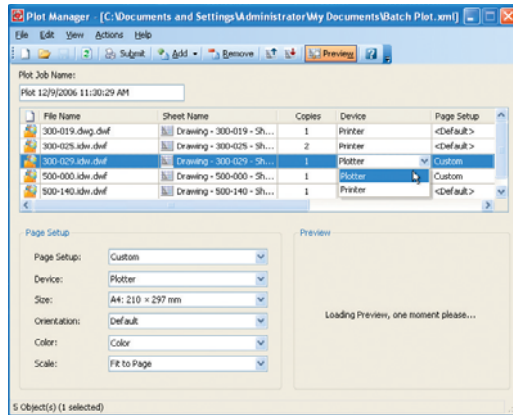 Plot Manager - [C:\Documents and Settings\Administrator\My Documents\Batch Plot.xml]
File Edit View Actions Help
Submit Add Remove Preview
Plot Job Name:
Plot 12/9/2006 11:30:29 AM
File Name Sheet Name Copies Device Page Setup
300-019.dwg.dwf Drawing - 300-019 - Sh... 1 Printer <Default>
300-025.idw.dwf Drawing - 300-025 - Sh... 2 Printer <Default>
300-029.idw.dwf Drawing - 300-029 - Sh... 1 Plotter Custom
500-000.idw.dwf Drawing - 500-000 - Sh... 1 Plotter Custom
500-140.idw.dwf Drawing - 500-140 - Sh... 1 Printer <Default>
Page Setup
Preview
Page Setup: Custom
Device: Plotter
Size: A4: 210 × 297 mm
Orientation: Default
Color: Color
Scale: Fit to Page
Loading Preview, one moment please...
5 Object(s) (1 selected)